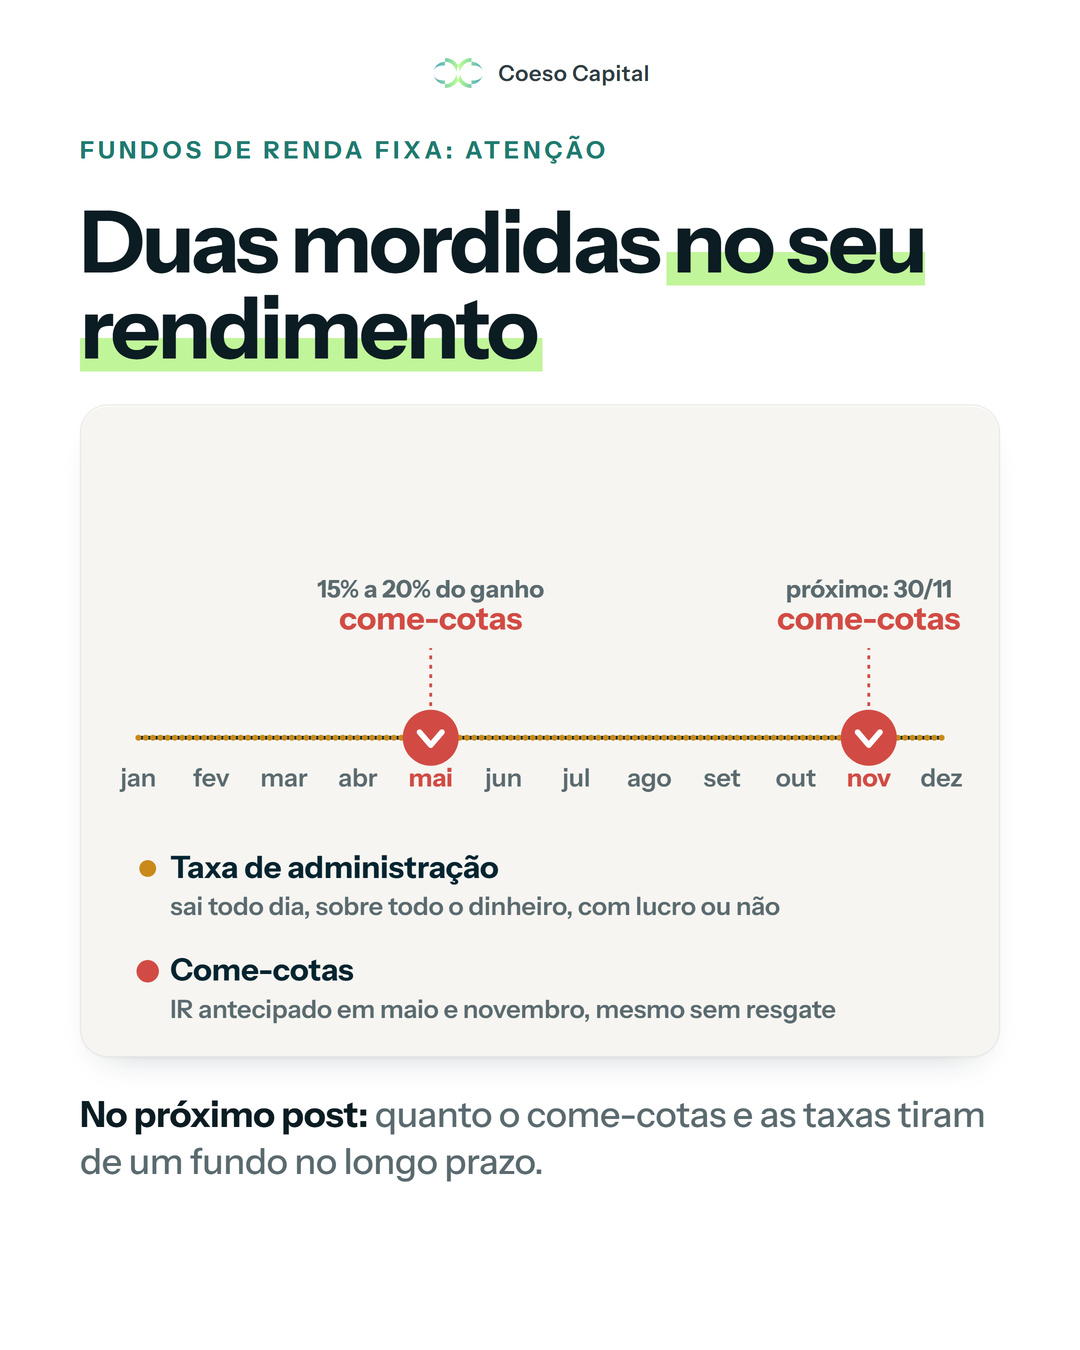 Coeso Capital
FUNDOS DE RENDA FIXA: ATENÇÃO
Duas mordidas no seu
rendimento
15% a 20% do ganho
come-cotas
próximo: 30/11
come-cotas
jan fev mar abr mai jun jul ago set out nov dez
Taxa de administração
sai todo dia, sobre todo o dinheiro, com lucro ou não
Come-cotas
IR antecipado em maio e novembro, mesmo sem resgate
No próximo post: quanto o come-cotas e as taxas tiram
de um fundo no longo prazo.